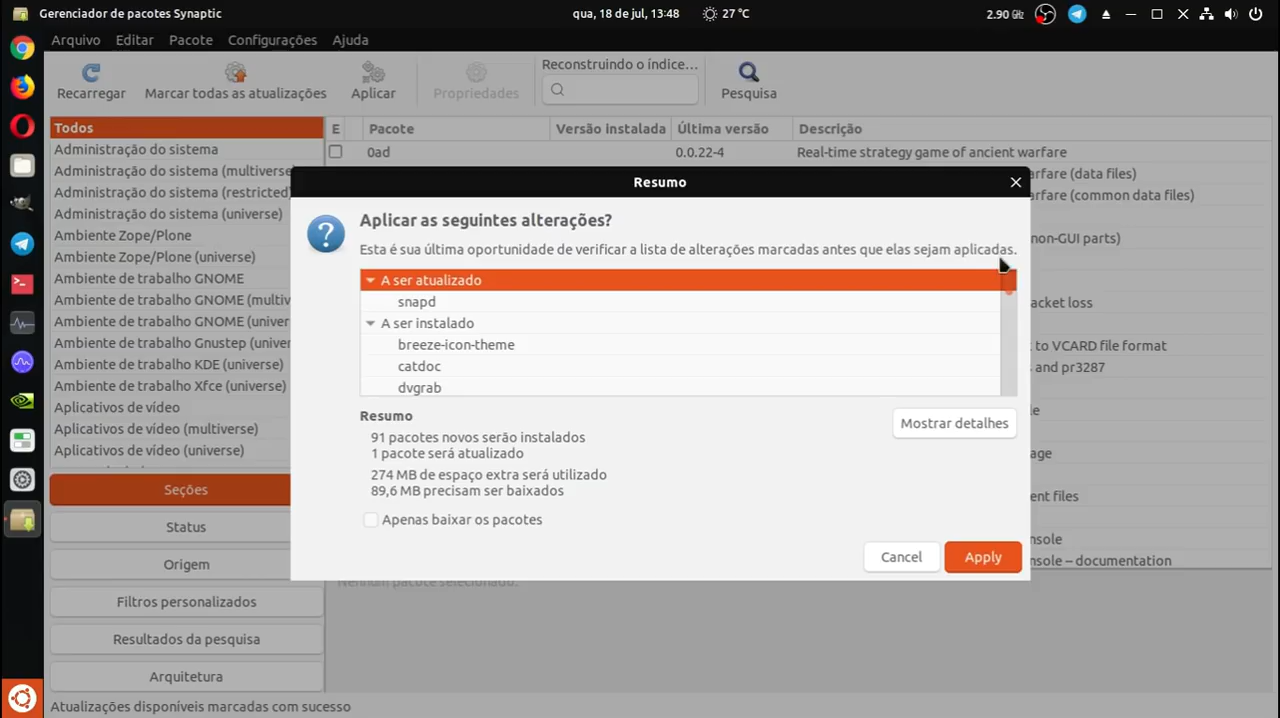 Gerenciador de pacotes Synaptic
qua, 18 de jul, 13:48
27 °C
2.90 GHz
Arquivo Editar Pacote Configurações Ajuda
Recarregar
Marcar todas as atualizações
Aplicar
Propriedades
Reconstruindo o índice...
Pesquisa
Todos
Administração do sistema
Administração do sistema (multiverse
Administração do sistema (restricted)
Administração do sistema (universe)
Ambiente Zope/Plone
Ambiente Zope/Plone (universe)
Ambiente de trabalho GNOME
Ambiente de trabalho GNOME (multiv
Ambiente de trabalho GNOME (univer
Ambiente de trabalho Gnustep (univer
Ambiente de trabalho KDE (universe)
Ambiente de trabalho Xfce (universe)
Aplicativos de vídeo
Aplicativos de vídeo (multiverse)
Aplicativos de vídeo (universe)
Seções
Status
Origem
Filtros personalizados
Resultados da pesquisa
Arquitetura
E Pacote Versão instalada Última versão Descrição
0ad 0.0.22-4 Real-time strategy game of ancient warfare
arfare (data files)
arfare (common data files)
non-GUI parts)
acket loss
to VCARD file format
and pr3287
le
age
ent files
nsole
onsole – documentation
Resumo
Aplicar as seguintes alterações?
Esta é sua última oportunidade de verificar a lista de alterações marcadas antes que elas sejam aplicadas.
A ser atualizado
snapd
A ser instalado
breeze-icon-theme
catdoc
dvgrab
Resumo
91 pacotes novos serão instalados
1 pacote será atualizado
274 MB de espaço extra será utilizado
89,6 MB precisam ser baixados
Mostrar detalhes
Apenas baixar os pacotes
Cancel
Apply
Nenhum pacote selecionado.
Atualizações disponíveis marcadas com sucesso